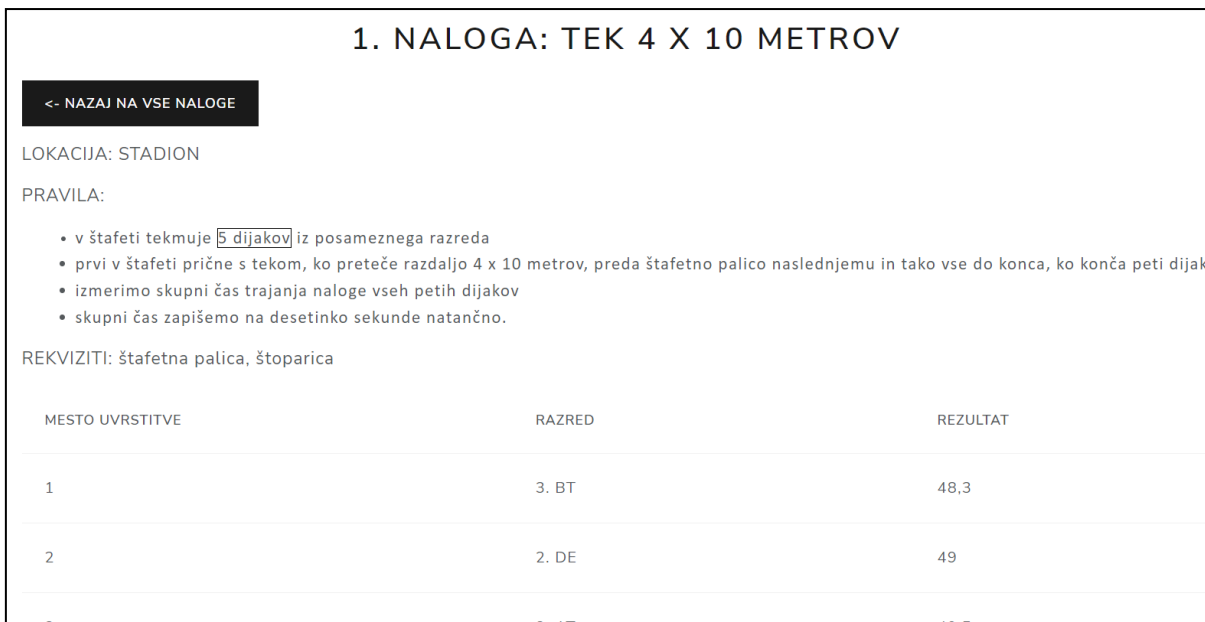 1. NALOGA: TEK 4 X 10 METROV
<- NAZAJ NA VSE NALOGE
LOKACIJA: STADION
PRAVILA:
• v štafeti tekmuje 5 dijakov iz posameznega razreda
• prvi v štafeti prične s tekom, ko preteče razdaljo 4 x 10 metrov, preda štafetno palico naslednjemu in tako vse do konca, ko konča peti dijak
• izmerimo skupni čas trajanja naloge vseh petih dijakov
• skupni čas zapišemo na desetinko sekunde natančno.
REKVIZITI: štafetna palica, štoparica
MESTO UVRSTITVE RAZRED REZULTAT
1 3. BT 48,3
2 2. DE 49